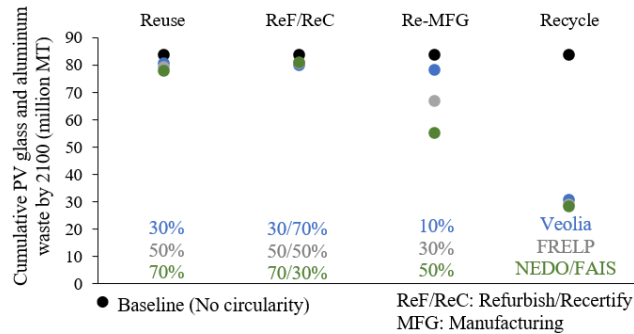 Reuse ReF/ReC Re-MFG Recycle
Cumulative PV glass and aluminum
waste by 2100 (million MT)
90
80
70
60
50
40
30
20
10
0
30% 30/70% 10% Veolia
50% 50/50% 30% FRELP
70% 70/30% 50% NEDO/FAIS
Baseline (No circularity)
ReF/ReC: Refurbish/Recertify
MFG: Manufacturing